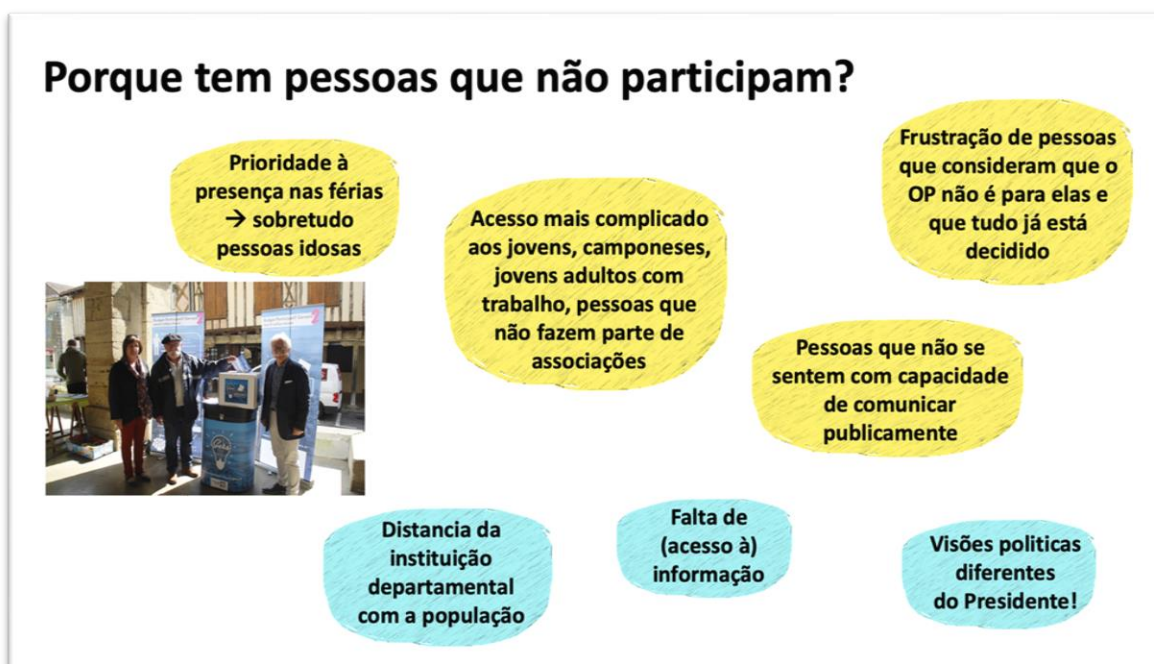 Porque tem pessoas que não participam?
Prioridade à
presença nas férias
→ sobretudo
pessoas idosas
Acesso mais complicado
aos jovens, camponeses,
jovens adultos com
trabalho, pessoas que
não fazem parte de
associações
Frustração de pessoas
que consideram que o
OP não é para elas e
que tudo já está
decidido
Pessoas que não se
sentem com capacidade
de comunicar
publicamente
Distancia da
instituição
departamental
com a população
Falta de
(acesso à)
informação
Visões politicas
diferentes
do Presidente!